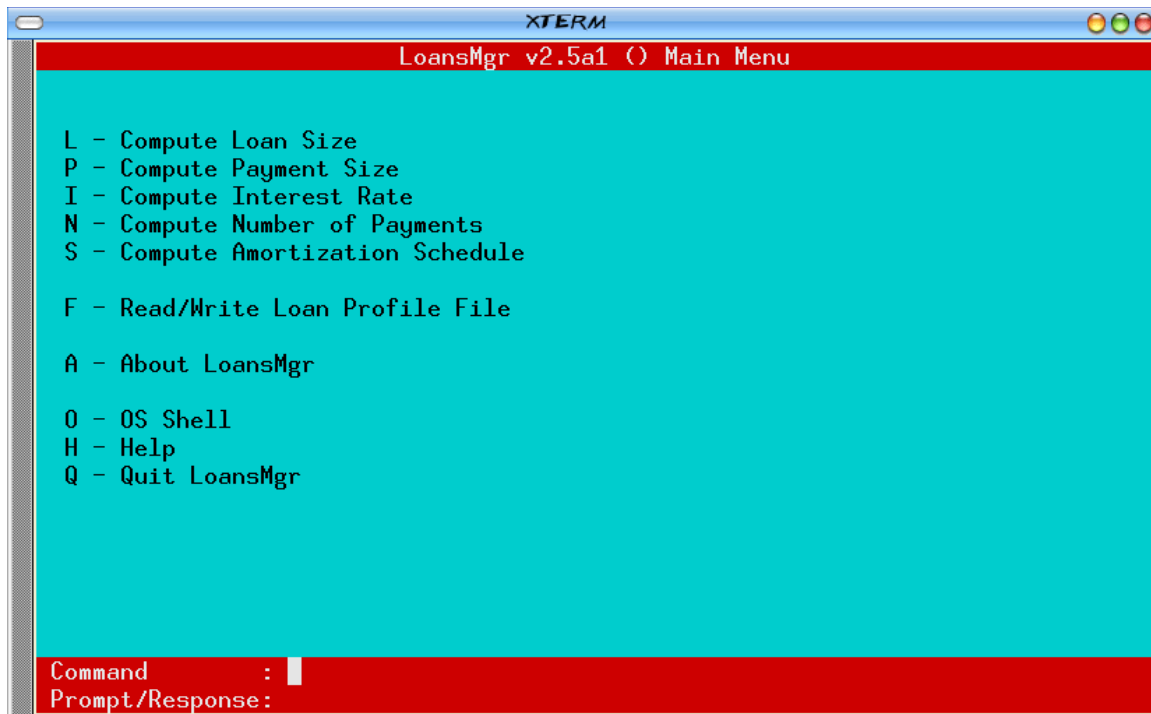 XTERM
LoansMgr v2.5a1 () Main Menu
L - Compute Loan Size
P - Compute Payment Size
I - Compute Interest Rate
N - Compute Number of Payments
S - Compute Amortization Schedule
F - Read/Write Loan Profile File
A - About LoansMgr
O - OS Shell
H - Help
Q - Quit LoansMgr
Command :
Prompt/Response: